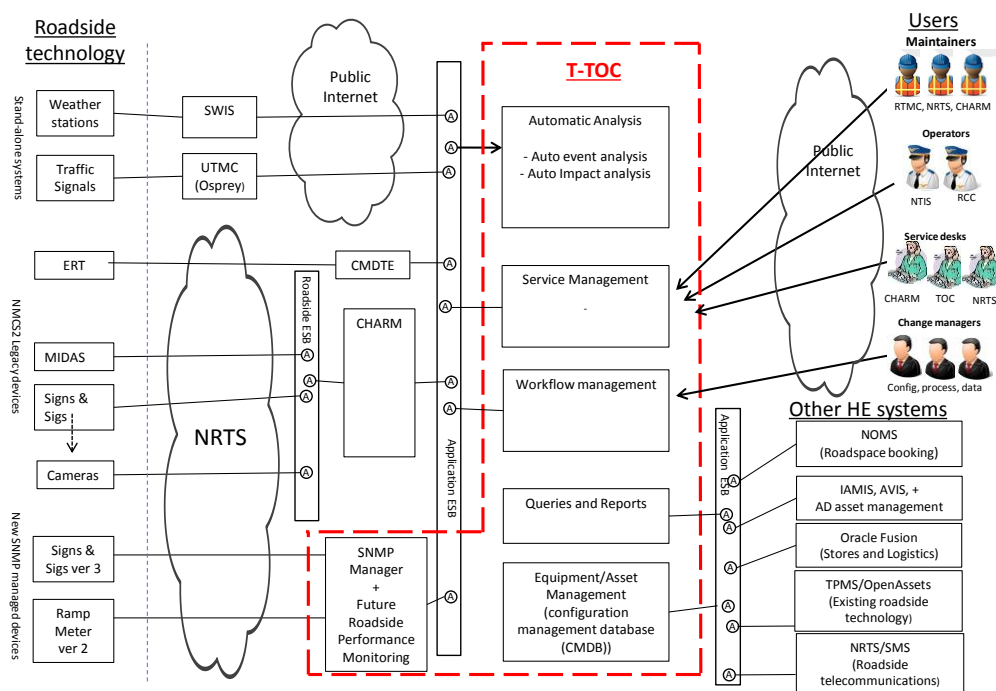 Roadside
technology
Stand-alone systems
NMCS2 Legacy devices
New SNMP managed devices
Weather
stations
Traffic
Signals
ERT
MIDAS
Signs &
Sigs
Cameras
Signs &
Sigs ver 3
Ramp
Meter
ver 2
SWIS
UTMC
(Osprey)
Public
Internet
NRTS
CMDTE
Roadside ESB
A
A
A
A
CHARM
SNMP
Manager
+
Future
Roadside
Performance
Monitoring
Application ESB
A
A
A
A
A
A
A
A
T-TOC
Automatic Analysis
- Auto event analysis
- Auto Impact analysis
Service Management
-
Workflow management
Queries and Reports
Equipment/Asset
Management
(configuration
management database
(CMDB))
Public
Internet
Users
Maintainers
RTMC, NRTS, CHARM
Operators
NTIS
RCC
Service desks
CHARM
TOC
NRTS
Change managers
Config, process, data
Other HE systems
Application ESB
A
A
A
A
A
A
A
NOMS
(Roadspace booking)
IAMIS, AVIS, +
AD asset management
Oracle Fusion
(Stores and Logistics)
TPMS/OpenAssets
(Existing roadside
technology)
NRTS/SMS
(Roadside
telecommunications)